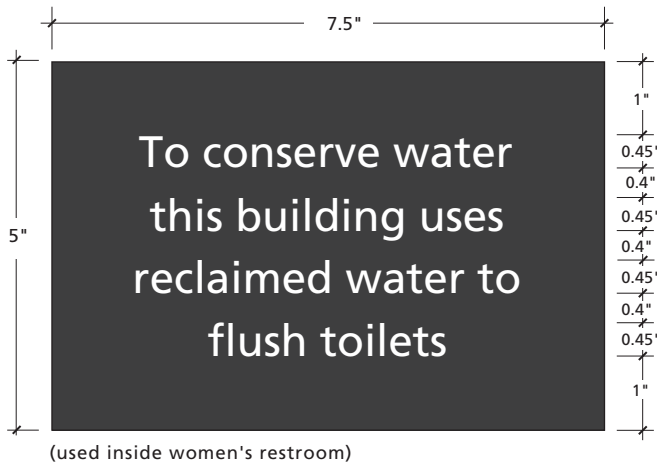 7.5"
5"
To conserve water
this building uses
reclaimed water to
flush toilets
1"
0.45"
0.4"
0.45"
0.4"
0.45"
0.4"
0.45"
1"
(used inside women's restroom)